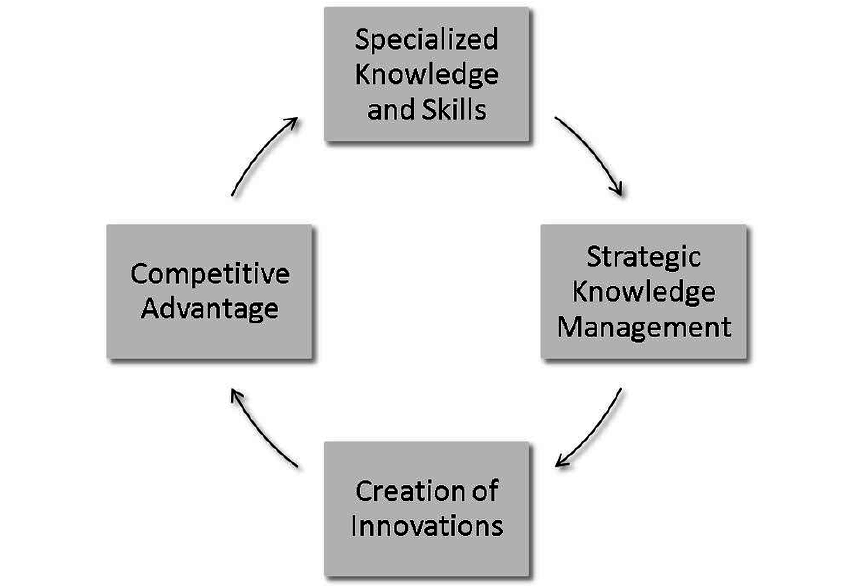 Specialized
Knowledge
and Skills
Strategic
Knowledge
Management
Creation of
Innovations
Competitive
Advantage